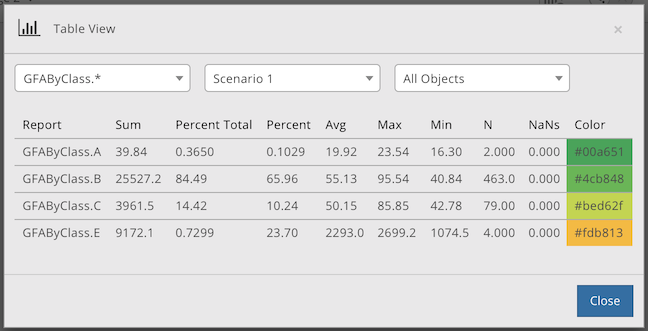 Table View
×
GFAByClass.* Scenario 1 All Objects
Report Sum Percent Total Percent Avg Max Min N NaNs Color
GFAByClass.A 39.84 0.3650 0.1029 19.92 23.54 16.30 2.000 0.000 #00a651
GFAByClass.B 25527.2 84.49 65.96 55.13 95.54 40.84 463.0 0.000 #4cb848
GFAByClass.C 3961.5 14.42 10.24 50.15 85.85 42.78 79.00 0.000 #bed62f
GFAByClass.E 9172.1 0.7299 23.70 2293.0 2699.2 1074.5 4.000 0.000 #fdb813
Close